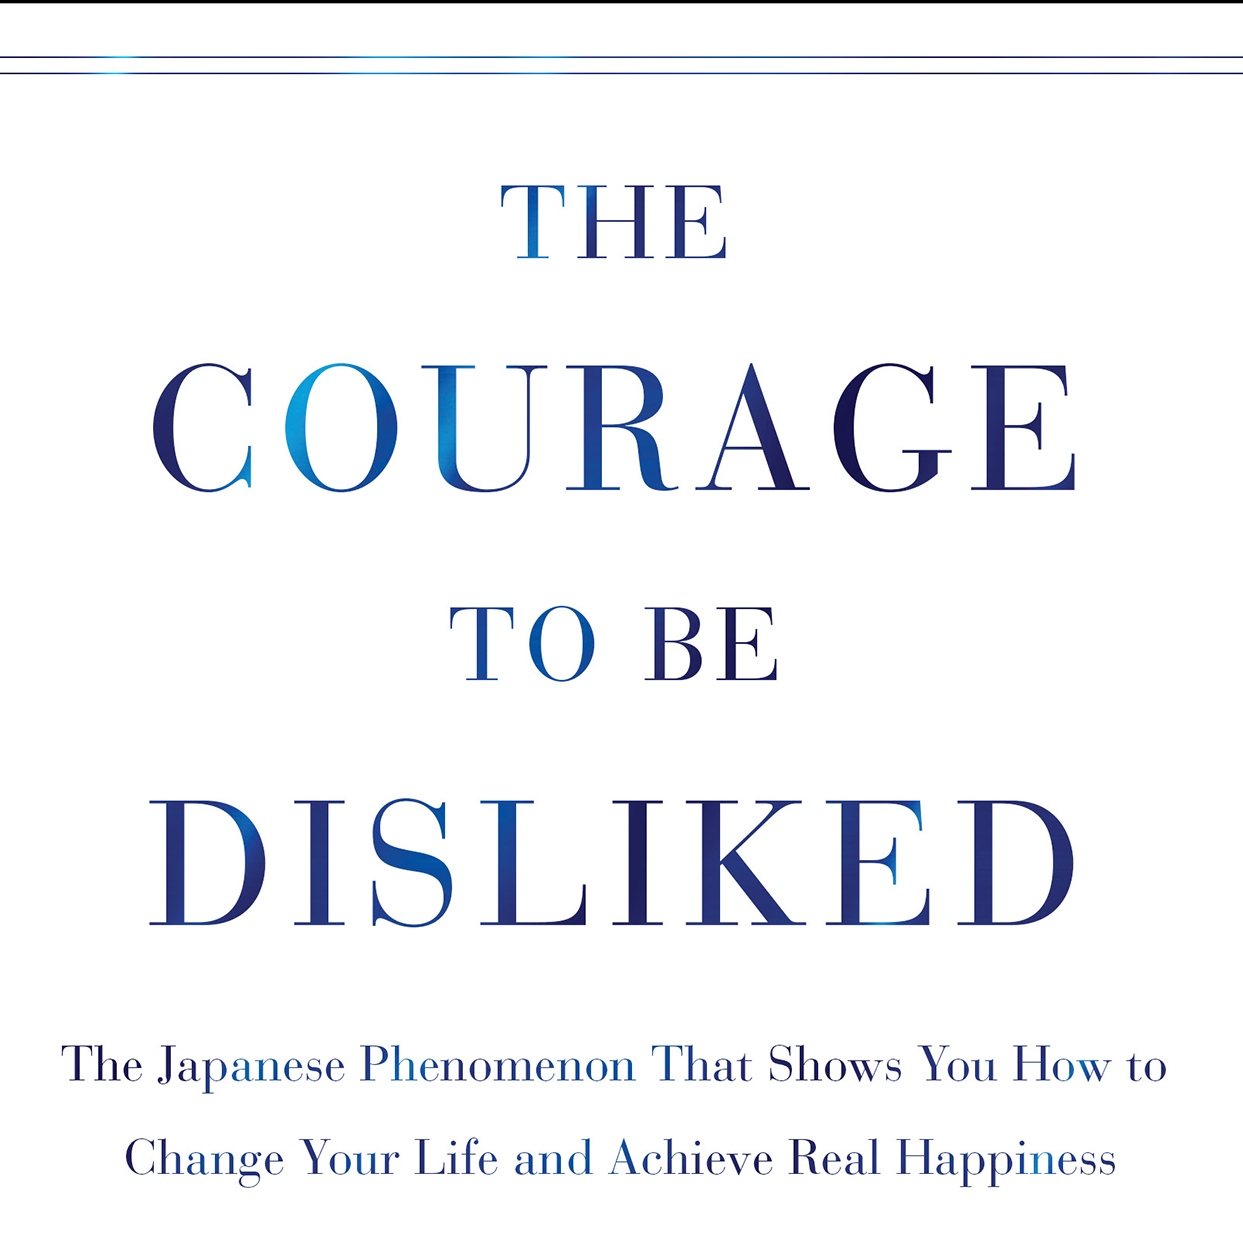 THE
COURAGE
TO BE
DISLIKED
The Japanese Phenomenon That Shows You How to
Change Your Life and Achieve Real Happiness